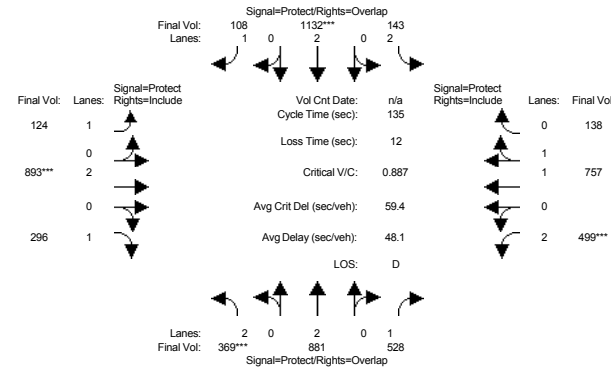 Signal=Protect/Rights=Overlap
Final Vol: 108 1132*** 143
Lanes: 1 0 2 0 2
Signal=Protect
Final Vol: Lanes: Rights=Include
Vol Cnt Date: n/a
Signal=Protect
Rights=Include Lanes: Final Vol
Cycle Time (sec): 135
124 1
0 138
Loss Time (sec): 12
0
1
893*** 2
Critical V/C: 0.887
1 757
0
Avg Crit Del (sec/veh): 59.4
0
296 1
Avg Delay (sec/veh): 48.1
2 499***
LOS: D
Lanes: 2 0 2 0 1
Final Vol: 369*** 881 528
Signal=Protect/Rights=Overlap